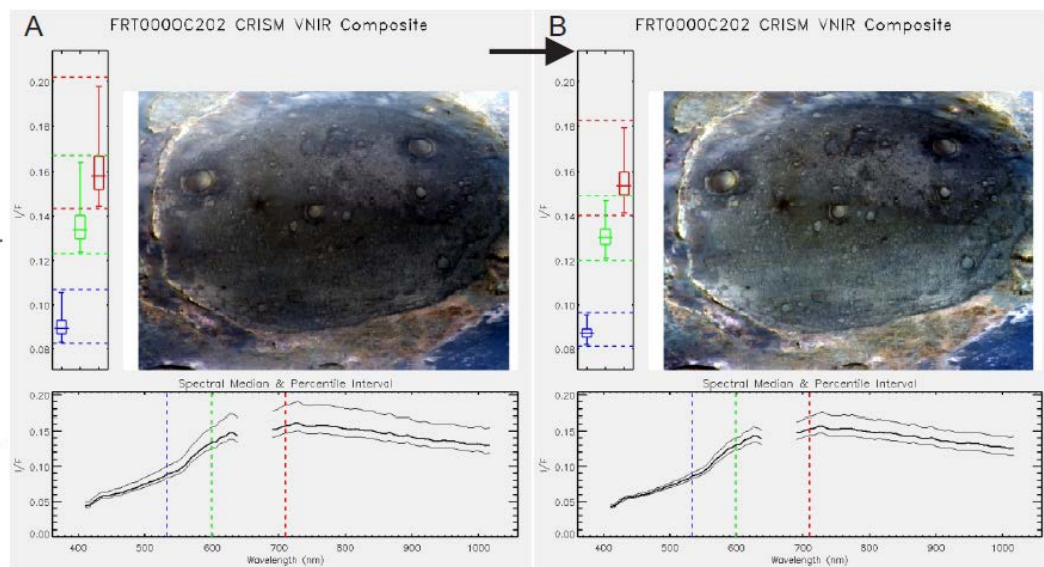 A
FRT0000C202 CRISM VNIR Composite
0.20
0.18
0.16
I/F
0.14
0.12
0.10
0.08
Spectral Median & Percentile Interval
0.20
0.15
I/F
0.10
0.05
0.00
400 500 600 700 800 900 1000
Wavelength (nm)
B
FRT0000C202 CRISM VNIR Composite
0.20
0.18
0.16
I/F
0.14
0.12
0.10
0.08
Spectral Median & Percentile Interval
0.20
0.15
I/F
0.10
0.05
0.00
400 500 600 700 800 900 1000
Wavelength (nm)